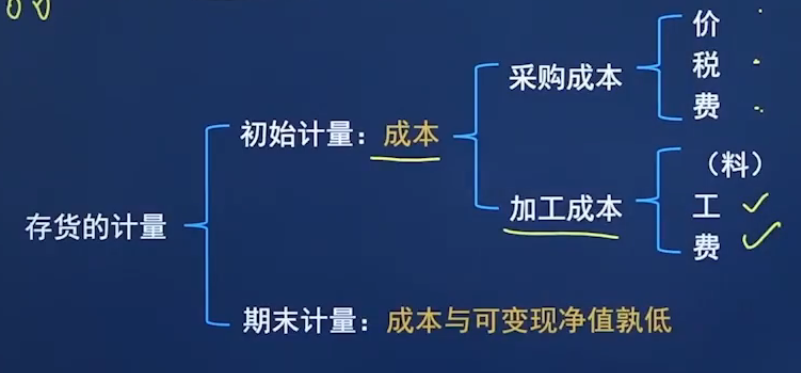 存货的计量
初始计量：成本
采购成本
价
税
费
加工成本
（料）
工
费
期末计量：成本与可变现净值孰低